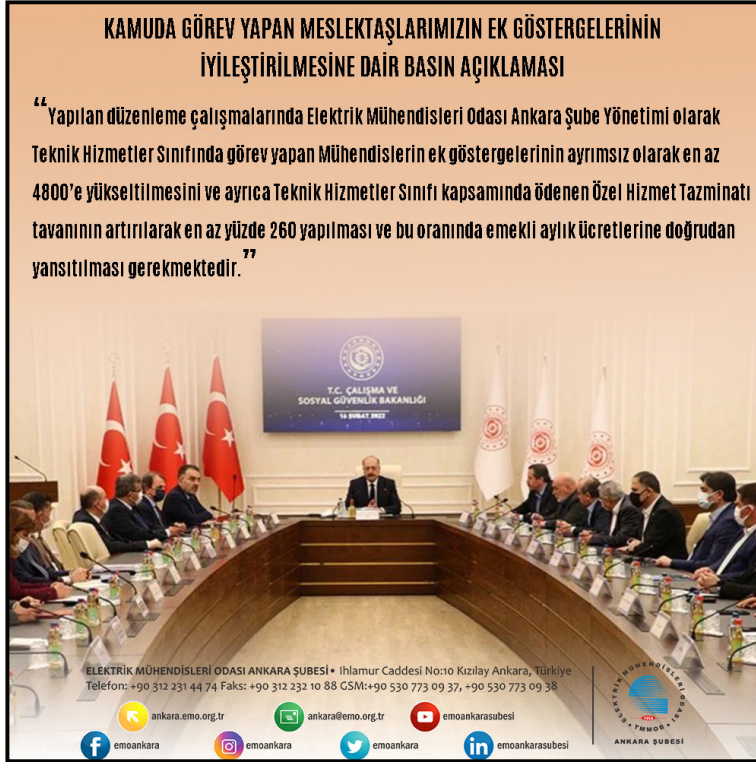 KAMUDA GÖREV YAPAN MESLEKTAŞLARIMIZIN EK GÖSTERGELERİNİN
İYİLEŞTİRİLMESİNE DAİR BASIN AÇIKLAMASI
“Yapılan düzenleme çalışmalarında Elektrik Mühendisleri Odası Ankara Şube Yönetimi olarak
Teknik Hizmetler Sınıfında görev yapan Mühendislerin ek göstergelerinin ayrımsız olarak en az
4800’e yükseltilmesini ve ayrıca Teknik Hizmetler Sınıfı kapsamında ödenen Özel Hizmet Tazminatı
tavanının artırılarak en az yüzde 260 yapılması ve bu oranında emekli aylık ücretlerine doğrudan
yansıtılması gerekmektedir.”
T.C. ÇALIŞMA VE
SOSYAL GÜVENLİK BAKANLIĞI
16 ŞUBAT 2022
ELEKTRİK MÜHENDİSLERİ ODASI ANKARA ŞUBESİ• Ihlamur Caddesi No:10 Kızılay Ankara, Türkiye
Telefon: +90 312 231 44 74 Faks: +90 312 232 10 88 GSM:+90 530 773 09 37, +90 530 773 09 38
ankara.emo.org.tr
ankara@emo.org.tr
emoankarasubesi
emoankara
emoankara
emoankara
emoankarasubesi
ELEKTRİK MÜHENDİSLERİ ODASI
1954
TMMOB
ANKARA ŞUBESİ